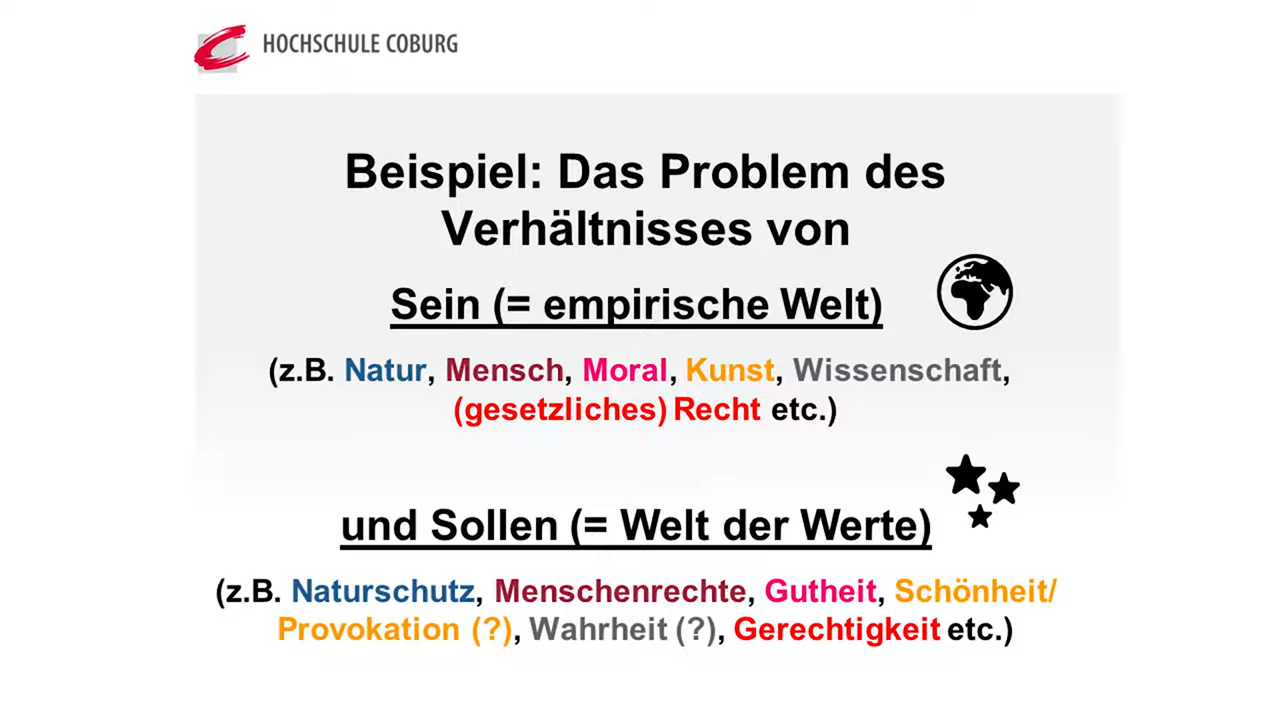 HOCHSCHULE COBURG
Beispiel: Das Problem des
Verhältnisses von
Sein (= empirische Welt)
(z.B. Natur, Mensch, Moral, Kunst, Wissenschaft,
(gesetzliches) Recht etc.)
und Sollen (= Welt der Werte)
(z.B. Naturschutz, Menschenrechte, Gutheit, Schönheit/
Provokation (?), Wahrheit (?), Gerechtigkeit etc.)